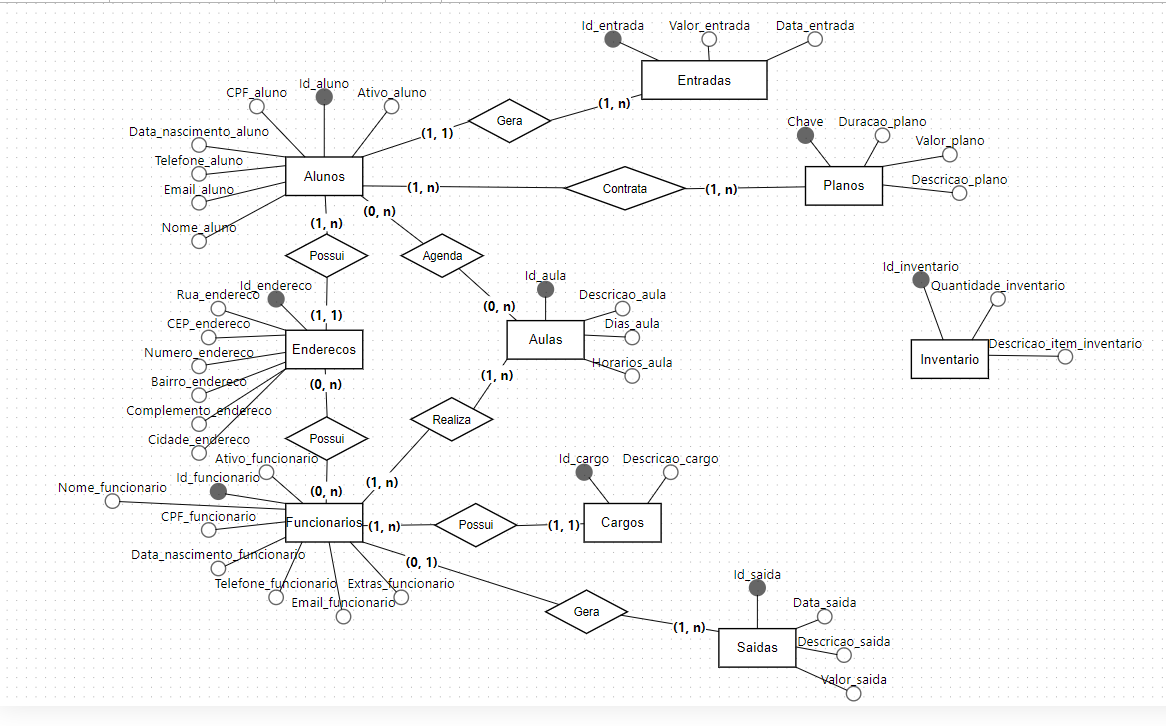 Id_entrada
Valor_entrada
Data_entrada
Entradas
CPF_aluno
Id_aluno
Ativo_aluno
Data_nascimento_aluno
Telefone_aluno
Email_aluno
Nome_aluno
Alunos
(1, 1)
Gera
(1, n)
Chave
Duracao_plano
Valor_plano
Descricao_plano
Planos
(1, n)
Contrata
(1, n)
(0, n)
(1, n)
Possui
Agenda
(1, 1)
(0, n)
Id_endereco
Rua_endereco
CEP_endereco
Numero_endereco
Bairro_endereco
Complemento_endereco
Cidade_endereco
Enderecos
Id_aula
Descricao_aula
Dias_aula
Horarios_aula
Aulas
Id_inventario
Quantidade_inventario
Descricao_item_inventario
Inventario
(0, n)
Possui
(0, n)
(1, n)
Realiza
(1, n)
Ativo_funcionario
Id_funcionario
Nome_funcionario
CPF_funcionario
Data_nascimento_funcionario
Telefone_funcionario
Email_funcionario
Extras_funcionario
Funcionarios
(1, n)
Possui
(1, 1)
Id_cargo
Descricao_cargo
Cargos
(0, 1)
Gera
(1, n)
Id_saida
Data_saida
Descricao_saida
Valor_saida
Saidas